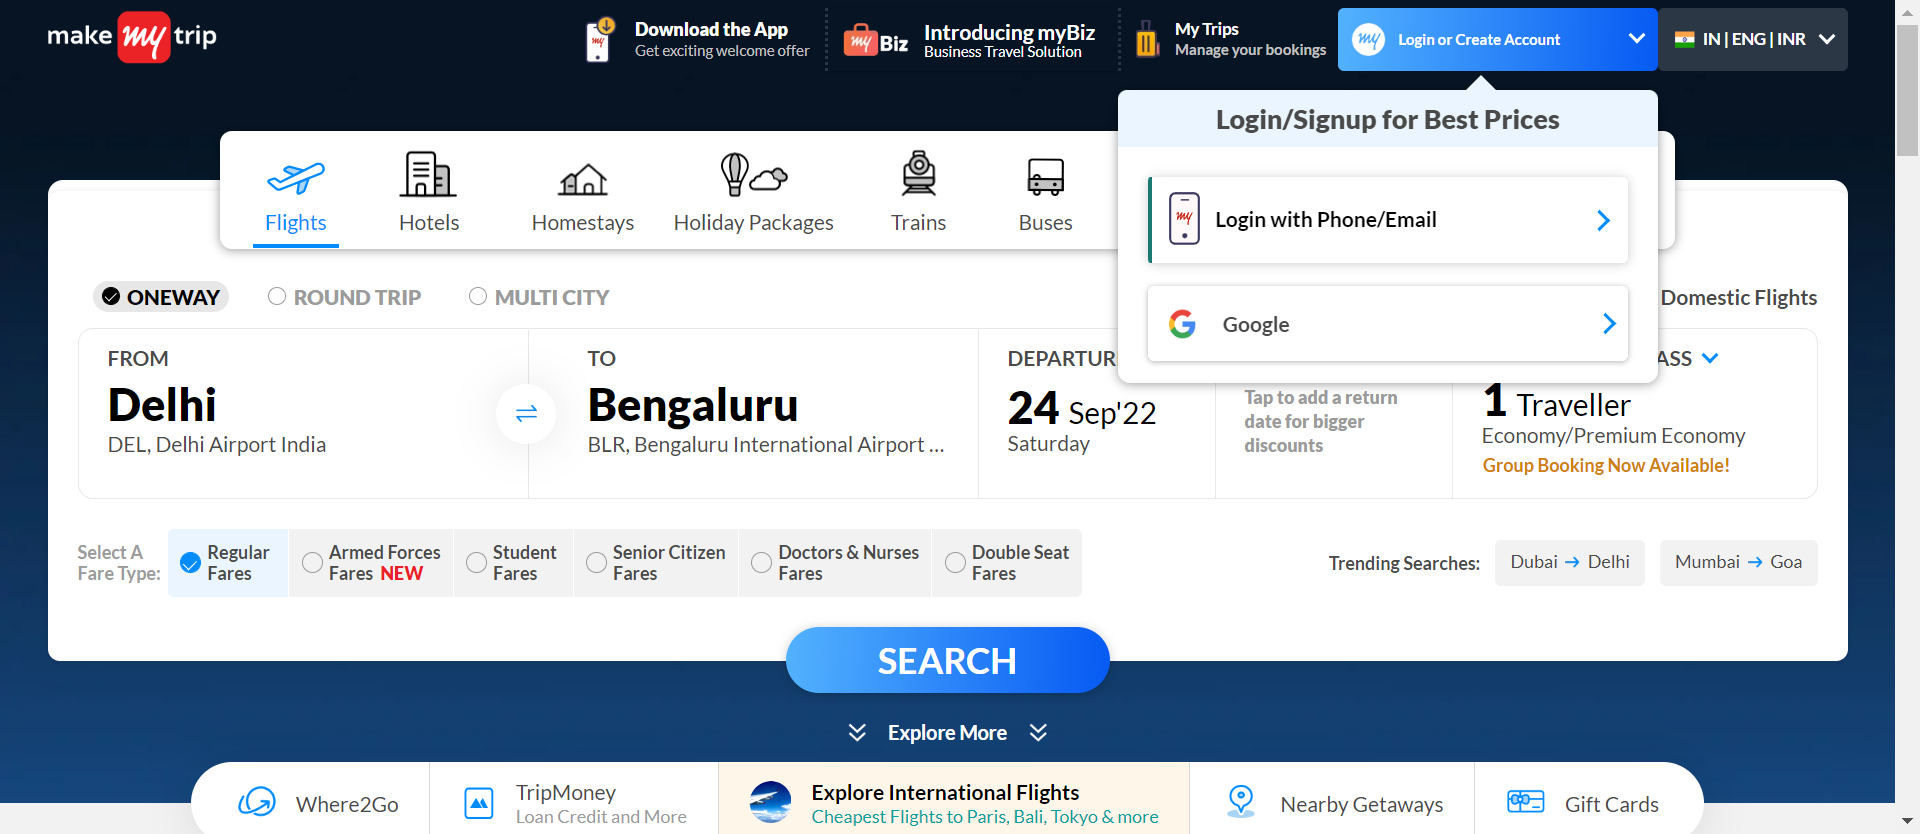 make my trip
Download the App
Get exciting welcome offer
my Biz
Introducing myBiz
Business Travel Solution
My Trips
Manage your bookings
my
Login or Create Account
IN | ENG | INR
Login/Signup for Best Prices
my
Login with Phone/Email
Google
Flights
Hotels
Homestays
Holiday Packages
Trains
Buses
ONEWAY
ROUND TRIP
MULTI CITY
Domestic Flights
FROM
Delhi
DEL, Delhi Airport India
TO
Bengaluru
BLR, Bengaluru International Airport ...
DEPARTUR
24 Sep'22
Saturday
Tap to add a return
date for bigger
discounts
ASS
1 Traveller
Economy/Premium Economy
Group Booking Now Available!
Select A
Fare Type:
Regular
Fares
Armed Forces
Fares NEW
Student
Fares
Senior Citizen
Fares
Doctors & Nurses
Fares
Double Seat
Fares
Trending Searches:
Dubai → Delhi
Mumbai → Goa
SEARCH
Explore More
Where2Go
TripMoney
Loan Credit and More
Explore International Flights
Cheapest Flights to Paris, Bali, Tokyo & more
Nearby Getaways
Gift Cards